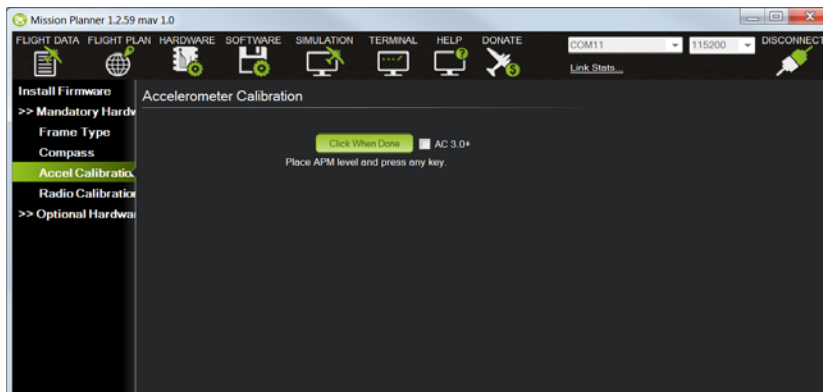 Mission Planner 1.2.59 mav 1.0
FLIGHT DATA FLIGHT PLAN HARDWARE SOFTWARE SIMULATION TERMINAL HELP DONATE COM11 115200 DISCONNECT
Link Stats...
Install Firmware
>> Mandatory Hardw
Accelerometer Calibration
Frame Type
Click When Done AC 3.0+
Compass
Place APM level and press any key.
Accel Calibratio
Radio Calibration
>> Optional Hardwa